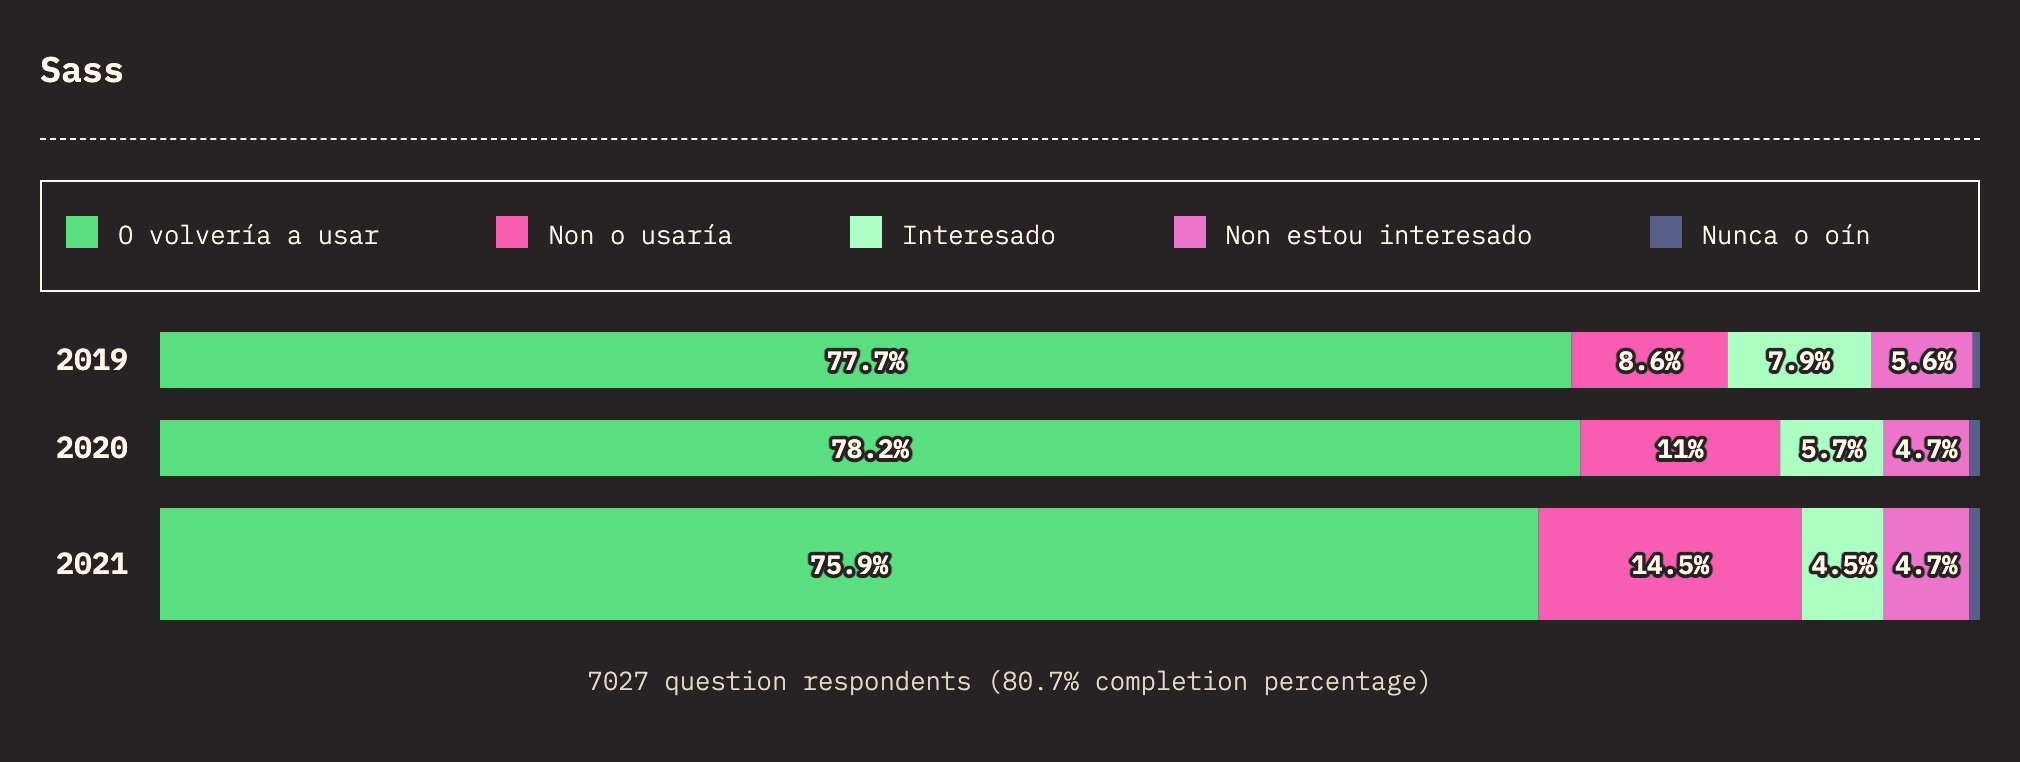 Sass
O volvería a usar Non o usaría Interesado Non estou interesado Nunca o oín
2019 77.7% 8.6% 7.9% 5.6%
2020 78.2% 11% 5.7% 4.7%
2021 75.9% 14.5% 4.5% 4.7%
7027 question respondents (80.7% completion percentage)